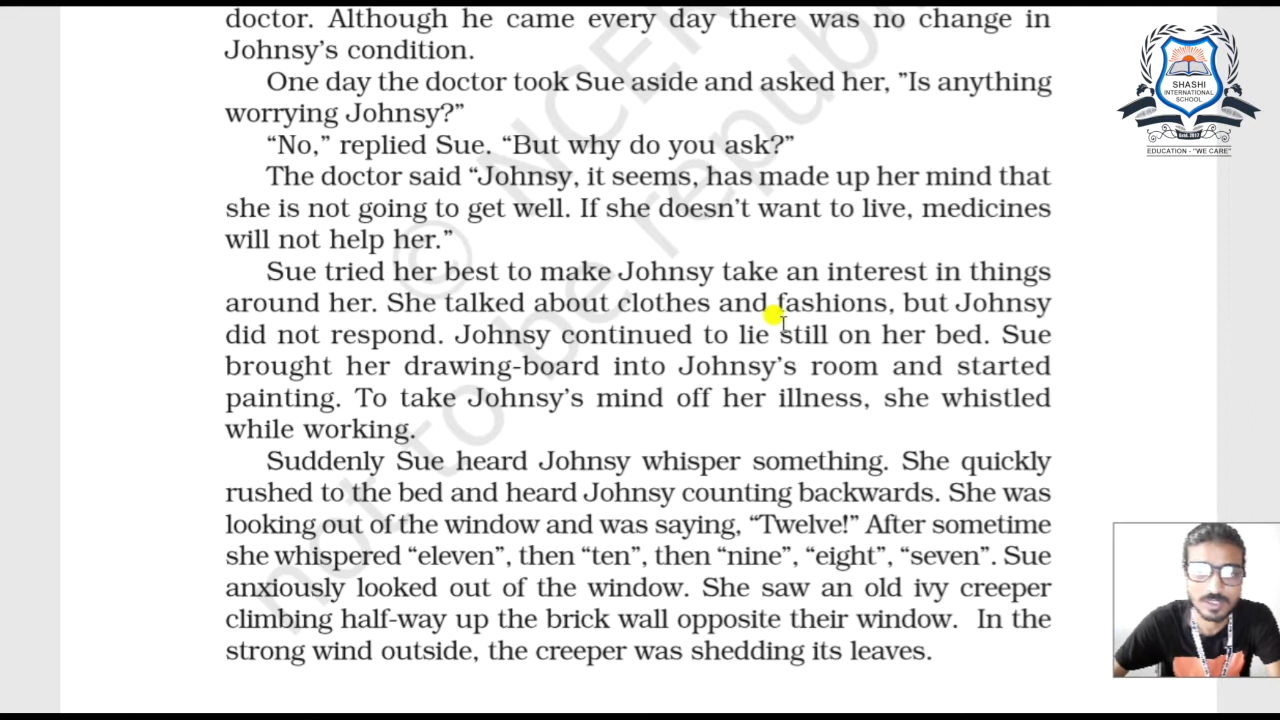 doctor. Although he came every day there was no change in
Johnsy’s condition.
One day the doctor took Sue aside and asked her, ”Is anything
worrying Johnsy?”
“No,” replied Sue. “But why do you ask?”
The doctor said “Johnsy, it seems, has made up her mind that
she is not going to get well. If she doesn’t want to live, medicines
will not help her.”
Sue tried her best to make Johnsy take an interest in things
around her. She talked about clothes and fashions, but Johnsy
did not respond. Johnsy continued to lie still on her bed. Sue
brought her drawing-board into Johnsy’s room and started
painting. To take Johnsy’s mind off her illness, she whistled
while working.
Suddenly Sue heard Johnsy whisper something. She quickly
rushed to the bed and heard Johnsy counting backwards. She was
looking out of the window and was saying, “Twelve!” After sometime
she whispered “eleven”, then “ten”, then “nine”, “eight”, “seven”. Sue
anxiously looked out of the window. She saw an old ivy creeper
climbing half-way up the brick wall opposite their window. In the
strong wind outside, the creeper was shedding its leaves.
© NCER
not to be republ
SHASHI
INTERNATIONAL
SCHOOL
Estd. 2017
EDUCATION - "WE CARE"